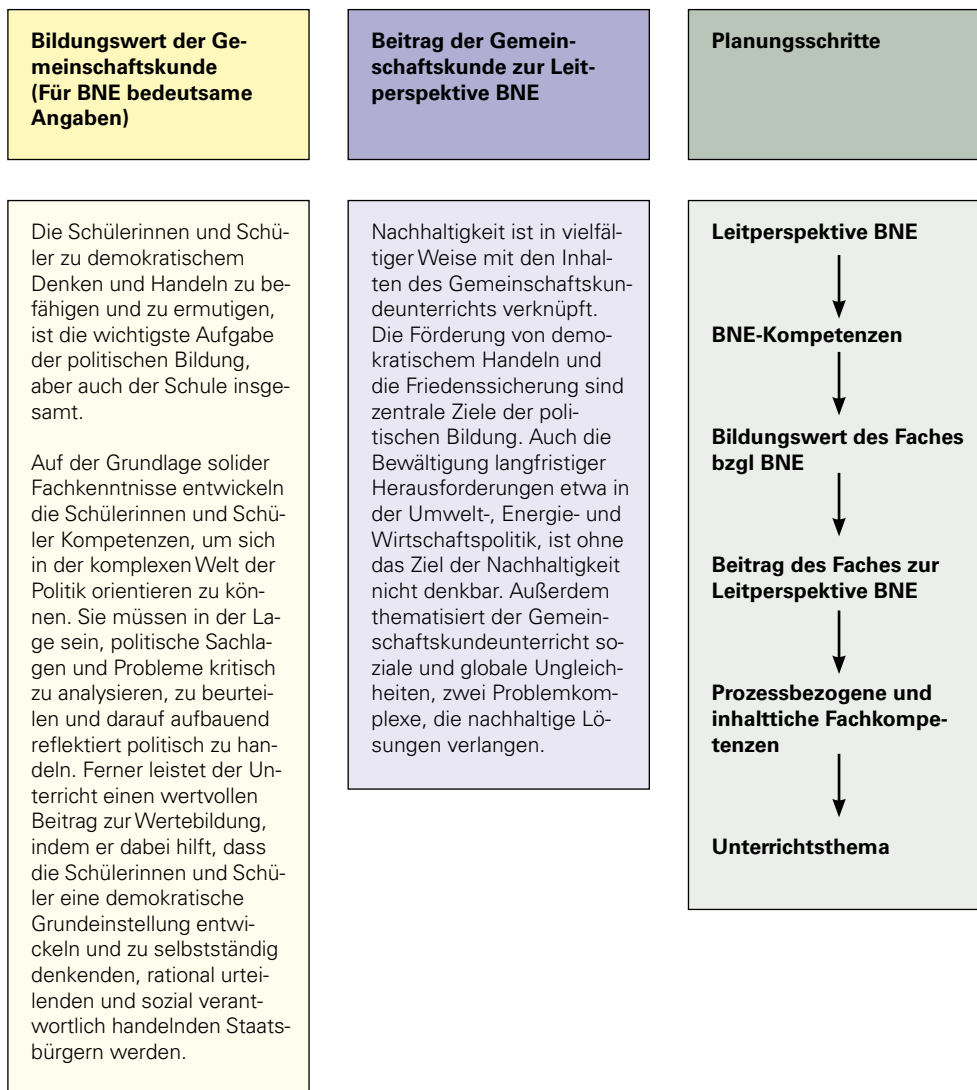 Bildungswert der Ge-
meinschaftskunde
(Für BNE bedeutsame
Angaben)
Die Schülerinnen und Schü-
ler zu demokratischem
Denken und Handeln zu be-
fähigen und zu ermutigen,
ist die wichtigste Aufgabe
der politischen Bildung,
aber auch der Schule insge-
samt.
Auf der Grundlage solider
Fachkenntnisse entwickeln
die Schülerinnen und Schü-
ler Kompetenzen, um sich
in der komplexen Welt der
Politik orientieren zu kön-
nen. Sie müssen in der La-
ge sein, politische Sachla-
gen und Probleme kritisch
zu analysieren, zu beurtei-
len und darauf aufbauend
reflektiert politisch zu han-
deln. Ferner leistet der Un-
terricht einen wertvollen
Beitrag zur Wertebildung,
indem er dabei hilft, dass
die Schülerinnen und Schü-
ler eine demokratische
Grundeinstellung entwi-
ckeln und zu selbstständig
denkenden, rational urtei-
lenden und sozial verant-
wortlich handelnden Staats-
bürgern werden.
Beitrag der Gemein-
schaftskunde zur Leit-
perspektive BNE
Nachhaltigkeit ist in vielfäl-
tiger Weise mit den Inhal-
ten des Gemeinschaftskun-
deunterrichts verknüpft.
Die Förderung von demo-
kratischem Handeln und
die Friedenssicherung sind
zentrale Ziele der poli-
tischen Bildung. Auch die
Bewältigung langfristiger
Herausforderungen etwa in
der Umwelt-, Energie- und
Wirtschaftspolitik, ist ohne
das Ziel der Nachhaltigkeit
nicht denkbar. Außerdem
thematisiert der Gemein-
schaftskundeunterricht so-
ziale und globale Ungleich-
heiten, zwei Problemkom-
plexe, die nachhaltige Lö-
sungen verlangen.
Planungsschritte
Leitperspektive BNE
BNE-Kompetenzen
Bildungswert des Faches
bzgl BNE
Beitrag des Faches zur
Leitperspektive BNE
Prozessbezogene und
inhalttiche Fachkompe-
tenzen
Unterrichtsthema